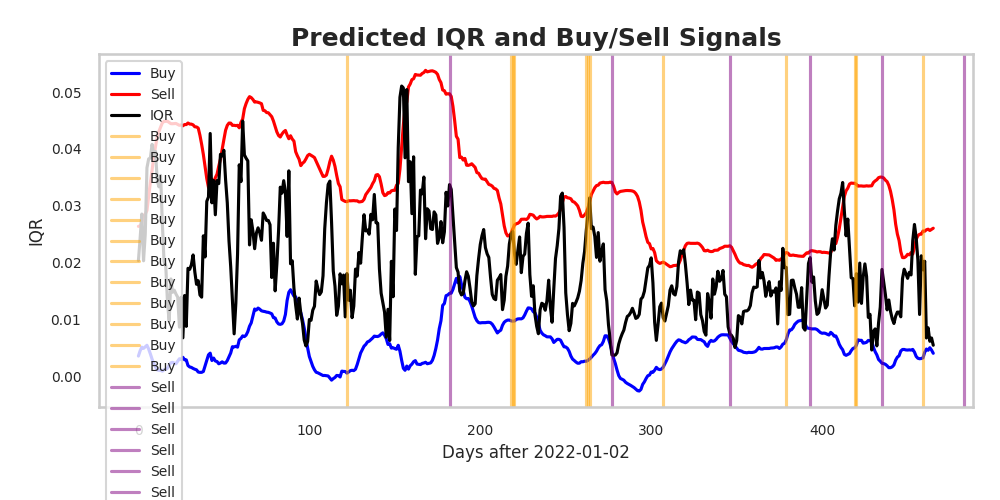 Predicted IQR and Buy/Sell Signals
IQR
0.05
0.04
0.03
0.02
0.01
0.00
Buy
Sell
IQR
Buy
Buy
Buy
Buy
Buy
Buy
Buy
Buy
Buy
Buy
Buy
Buy
Sell
Sell
Sell
Sell
Sell
Sell
0
100
200
300
400
Days after 2022-01-02